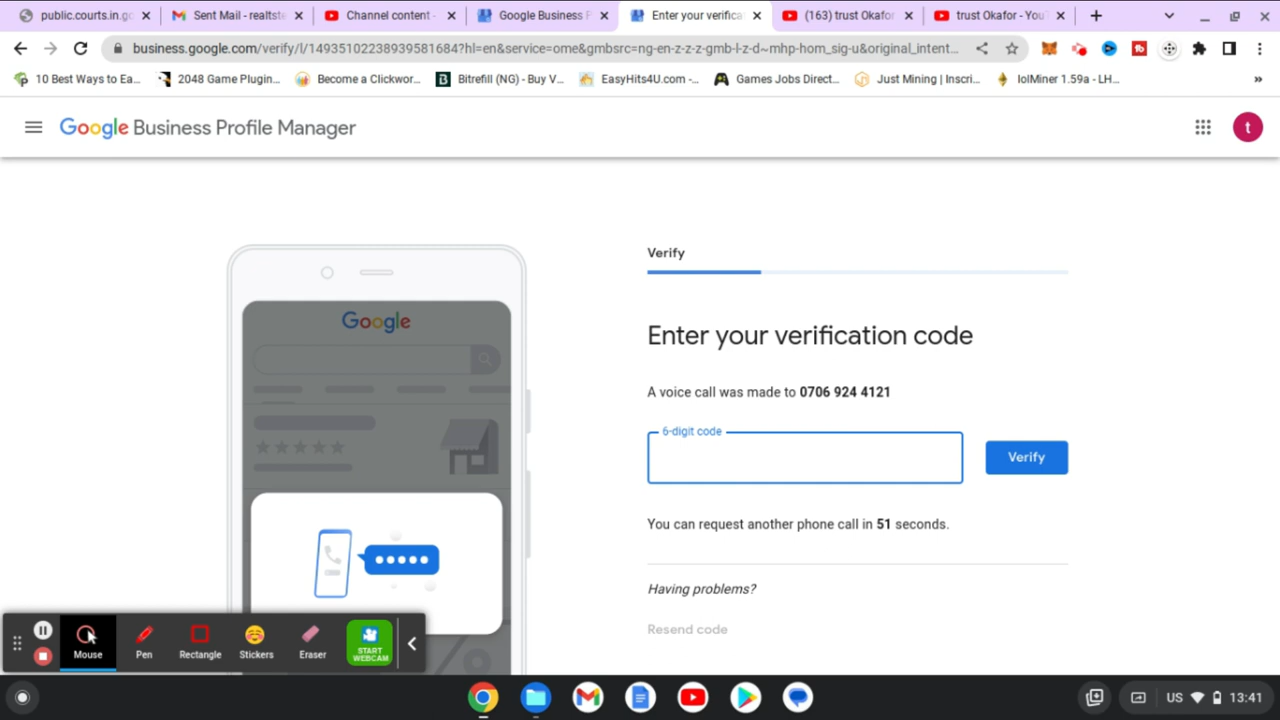 public.courts.in.go
Sent Mail - realtste
Channel content -
Google Business P
Enter your verifica
(163) trust Okafor
trust Okafor - You
business.google.com/verify/l/14935102238939581684?hl=en&service=ome&gmbsrc=ng-en-z-z-z-gmb-l-z-d~mhp-hom_sig-u&original_intent...
10 Best Ways to Ea...
2048 Game Plugin...
Become a Clickwor...
Bitrefill (NG) - Buy V...
EasyHits4U.com -...
Games Jobs Direct...
Just Mining | Inscri...
lolMiner 1.59a - LH...
»
Google Business Profile Manager
t
Verify
Enter your verification code
A voice call was made to 0706 924 4121
6-digit code
Verify
You can request another phone call in 51 seconds.
Having problems?
Resend code
Google
Mouse
Pen
Rectangle
Stickers
Eraser
START
WEBCAM
US
13:41